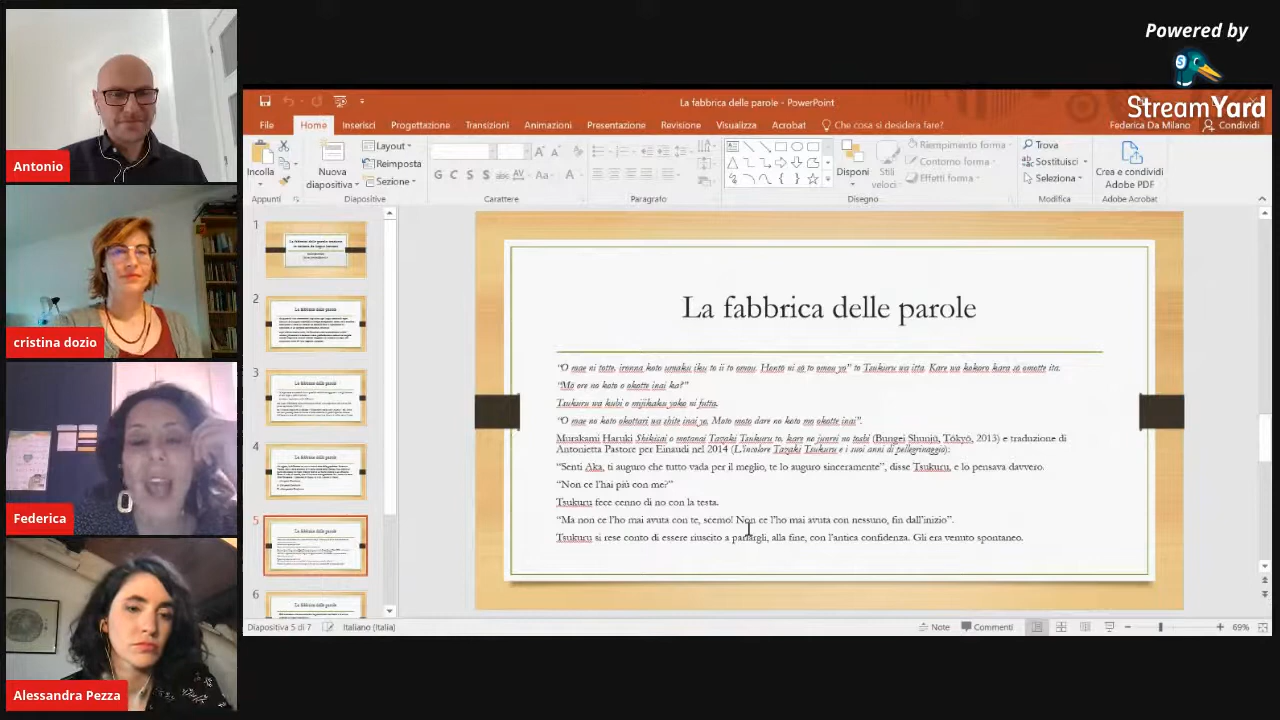 Powered by
StreamYard
Antonio
cristina dozio
Federica
Alessandra Pezza
La fabbrica delle parole - PowerPoint
File Home Inserisci Progettazione Transizioni Animazioni Presentazione Revisione Visualizza Acrobat Che cosa si desidera fare? Federica Da Milano Condividi
Incolla
Nuova diapositiva
Layout
Reimposta
Sezione
G C S S abc AV Aa A
Disponi
Stili veloci
Riempimento forma
Contorno forma
Effetti forma
Trova
Sostituisci
Seleziona
Crea e condividi
Adobe PDF
Appunti Diapositive Carattere Paragrafo Disegno Modifica Adobe Acrobat
1
2
3
4
5
6
La fabbrica delle parole
"O mae ni totte, ironna koto umaku iku to ii to omou. Honto ni sō to omou yo" to Tsukuru wa itta. Kare wa kokoro kara sō omotte ita.
"Mō ore no koto o okotte inai ka?"
Tsukuru wa kubi o mijikaku yoko ni futta.
"O mae no koto okottari wa shite inai yo. Moto moto dare no koto mo okotte inai".
Murakami Haruki Shikisai o motanai Tazaki Tsukuru to, kare no junrei no toshi (Bungei Shunjū, Tōkyō, 2013) e traduzione di
Antonietta Pastore per Einaudi nel 2014 (L'incolore Tazaki Tsukuru e i suoi anni di pellegrinaggio):
"Senti Aka, ti auguro che tutto vada per il meglio per te, te lo auguro sinceramente", disse Tsukuru, e lo pensava davvero.
"Non ce l'hai più con me?"
Tsukuru fece cenno di no con la testa.
"Ma non ce l'ho mai avuta con te, scemo! Non ce l'ho mai avuta con nessuno, fin dall'inizio".
Tsukuru si rese conto di essere riuscito a parlargli, alla fine, con l'antica confidenza. Gli era venuto spontaneo.
Diapositiva 5 di 7 Italiano (Italia) Note Commenti 69%